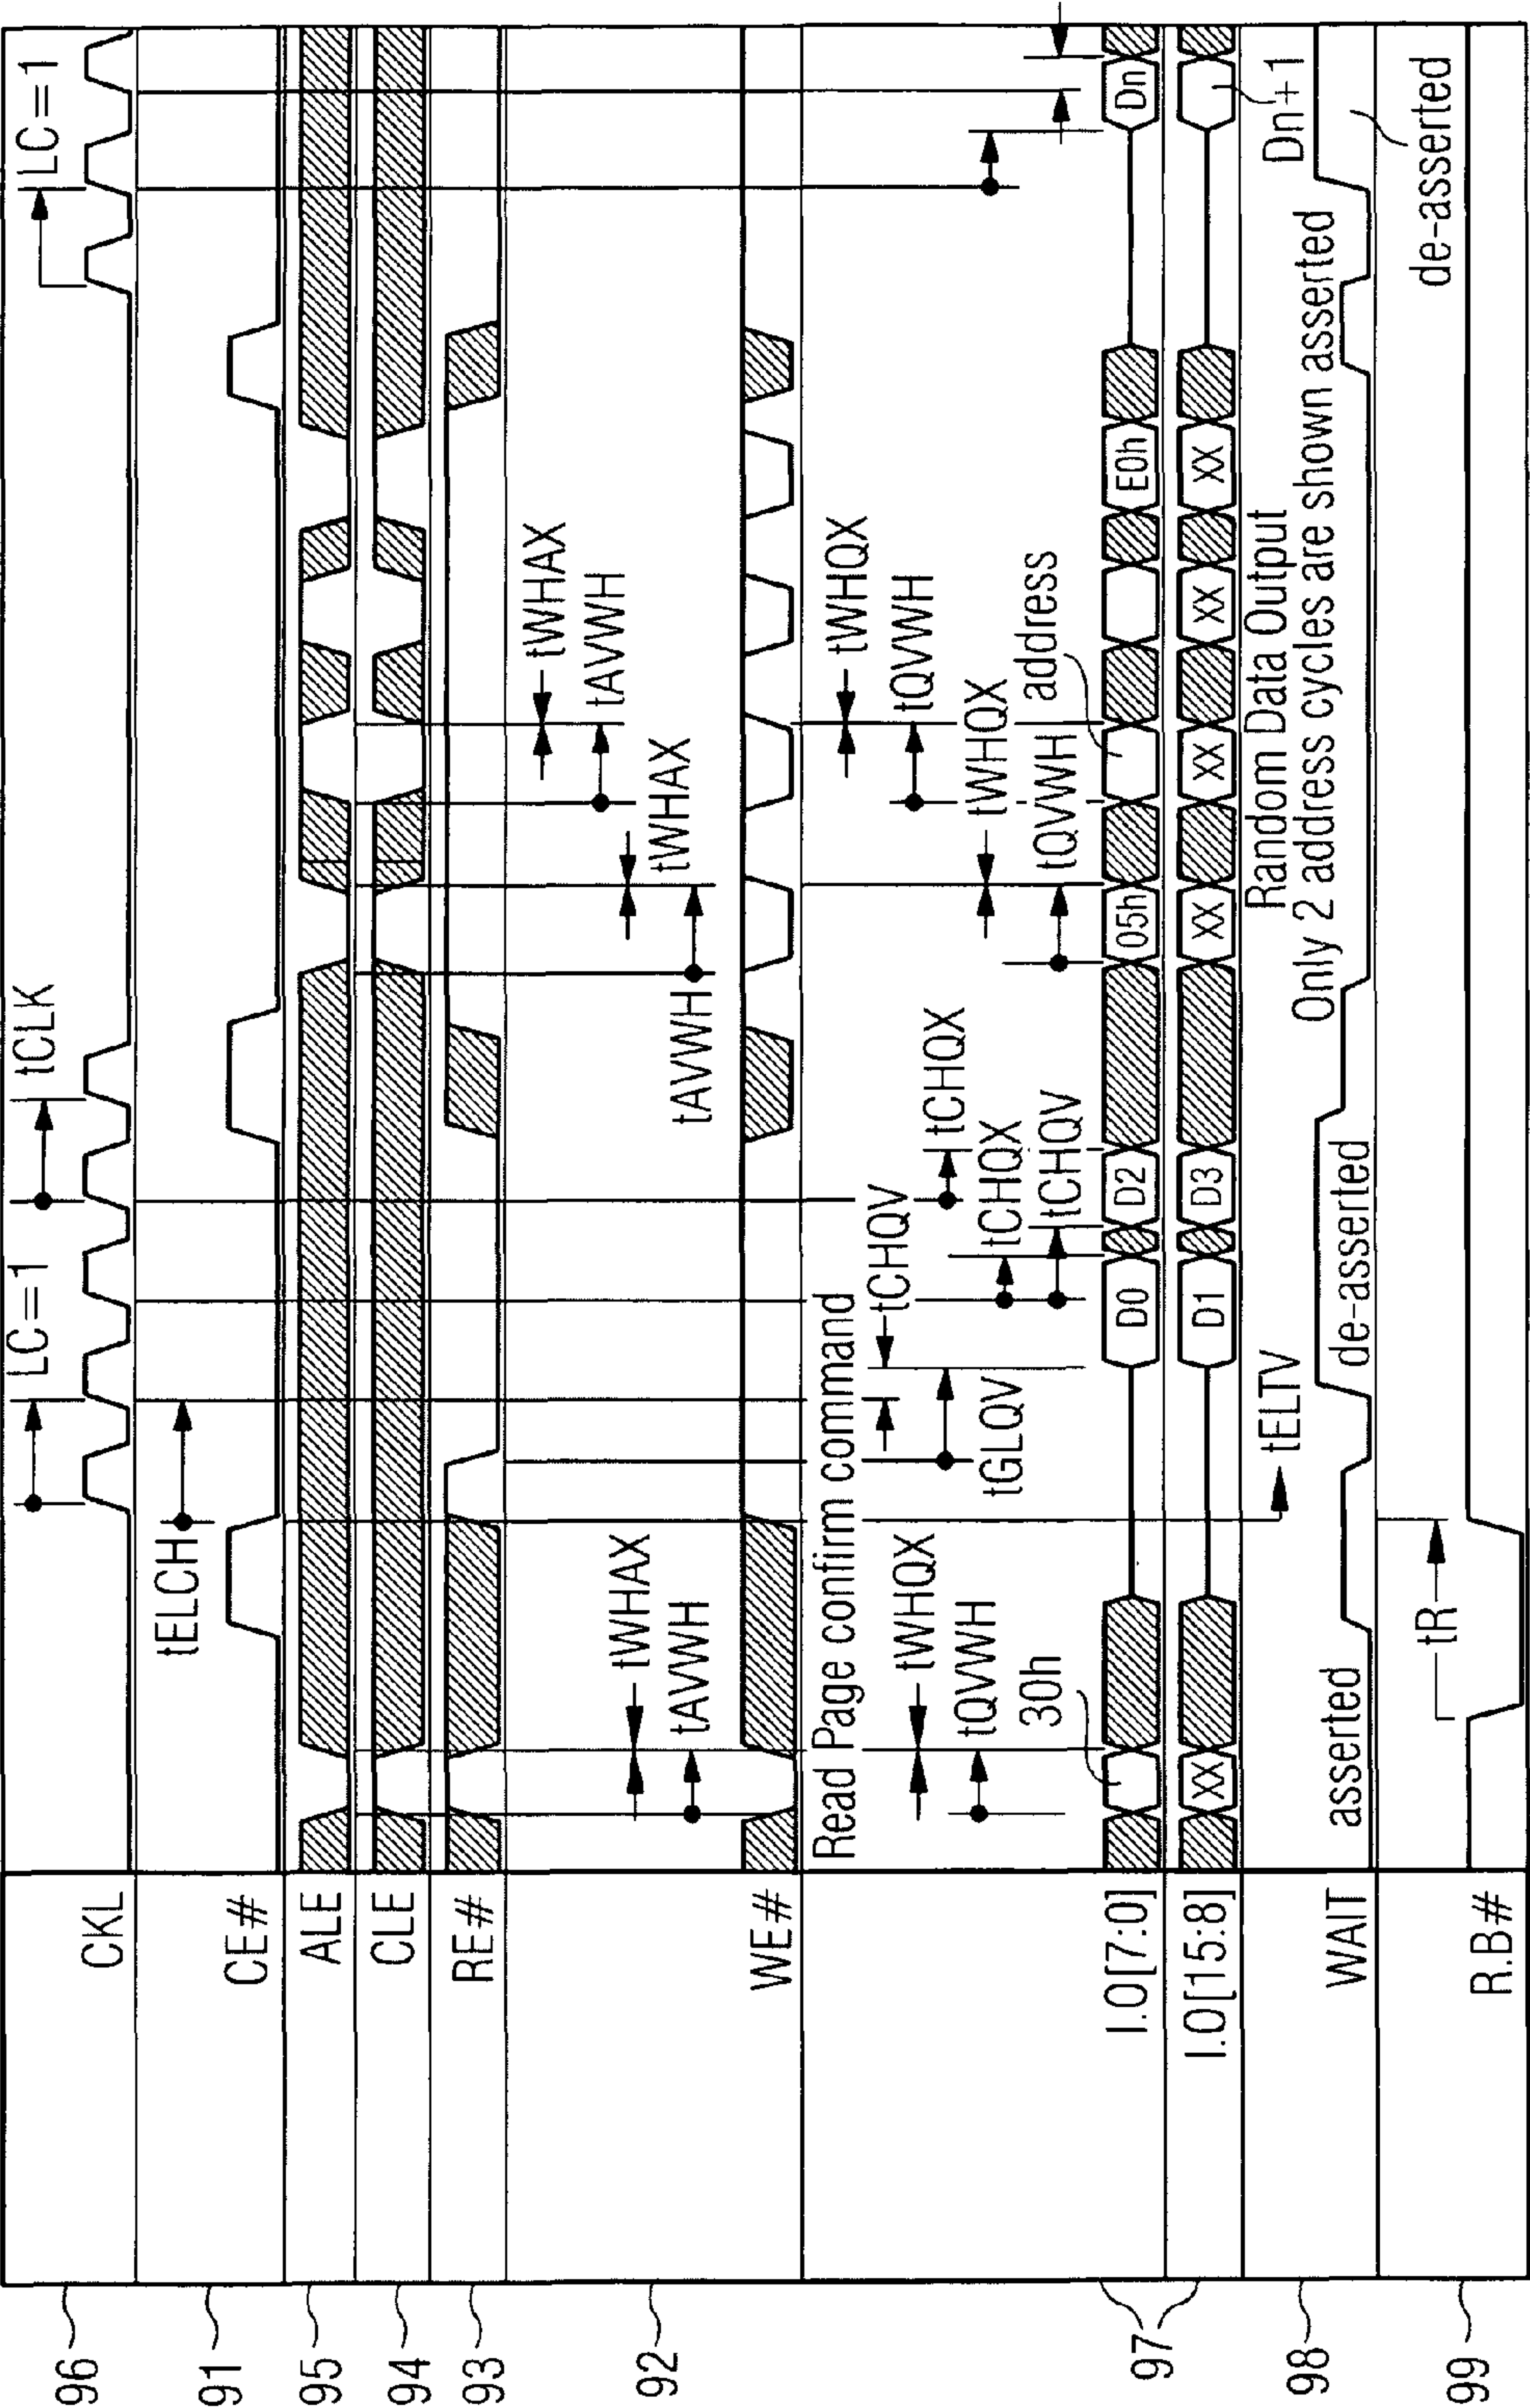 96
CKL
LC=1
tCLK
LC=1
91
CE#
tELCH
95
ALE
94
CLE
93
RE#
92
WE#
tWHAX
tAVWH
tAVWH
tWHAX
tWHAX
tAVWH
Read Page confirm command
tWHQX
tQVWH
30h
tGLQV
tCHQV
tCHQX
tCHQX
tCHQV
tWHQX
tQVWH
tWHQX
tQVWH
address
97
I.O[7:0]
D0
D2
05h
E0h
Dn
I.O[15:8]
XX
D1
D3
XX
XX
XX
XX
Dn+1
98
WAIT
asserted
tELTV
de-asserted
Random Data Output
Only 2 address cycles are shown asserted
de-asserted
99
R.B#
tR